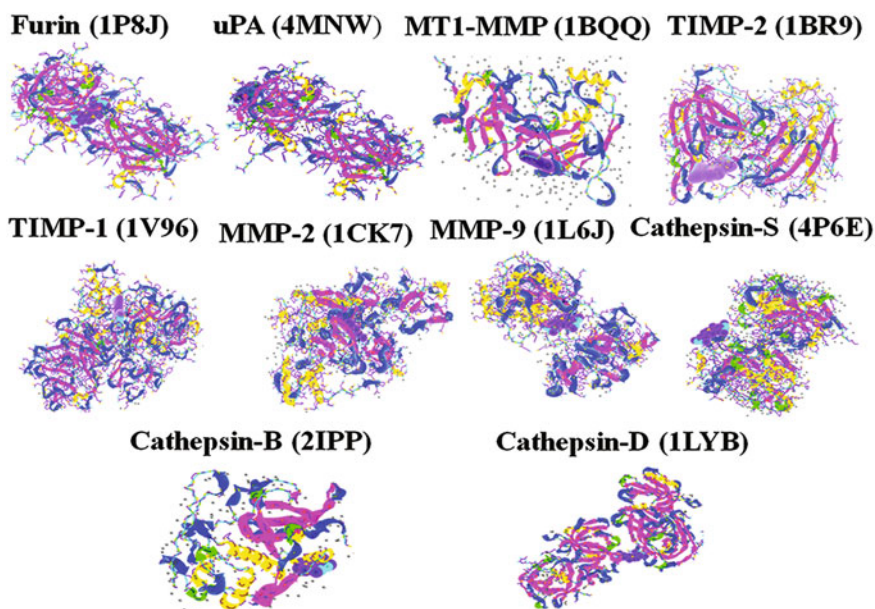 Furin (1P8J) uPA (4MNW) MT1-MMP (1BQQ) TIMP-2 (1BR9)
TIMP-1 (1V96) MMP-2 (1CK7) MMP-9 (1L6J) Cathepsin-S (4P6E)
Cathepsin-B (2IPP) Cathepsin-D (1LYB)